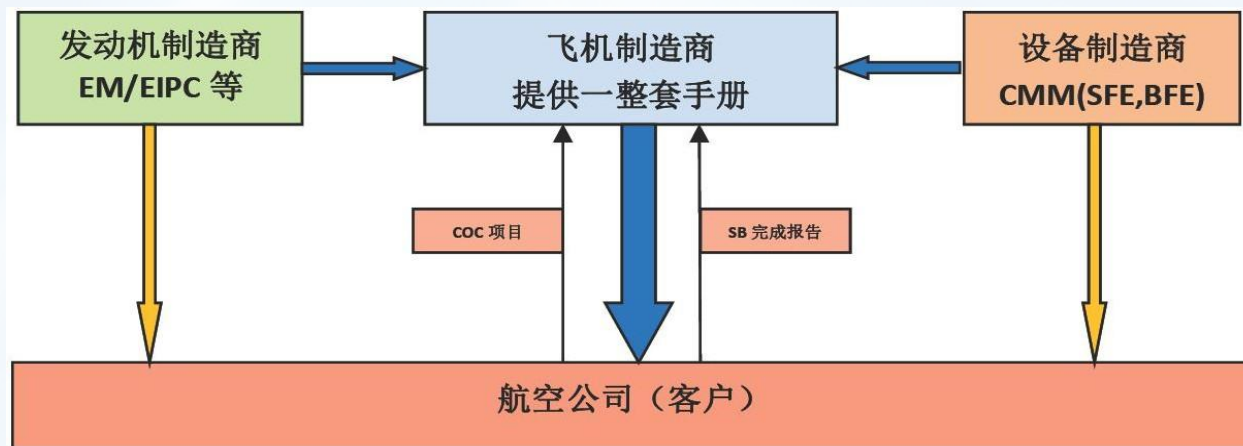 发动机制造商
EM/EIPC 等
飞机制造商
提供一整套手册
设备制造商
CMM(SFE,BFE)
COC 项目
SB 完成报告
航空公司（客户）